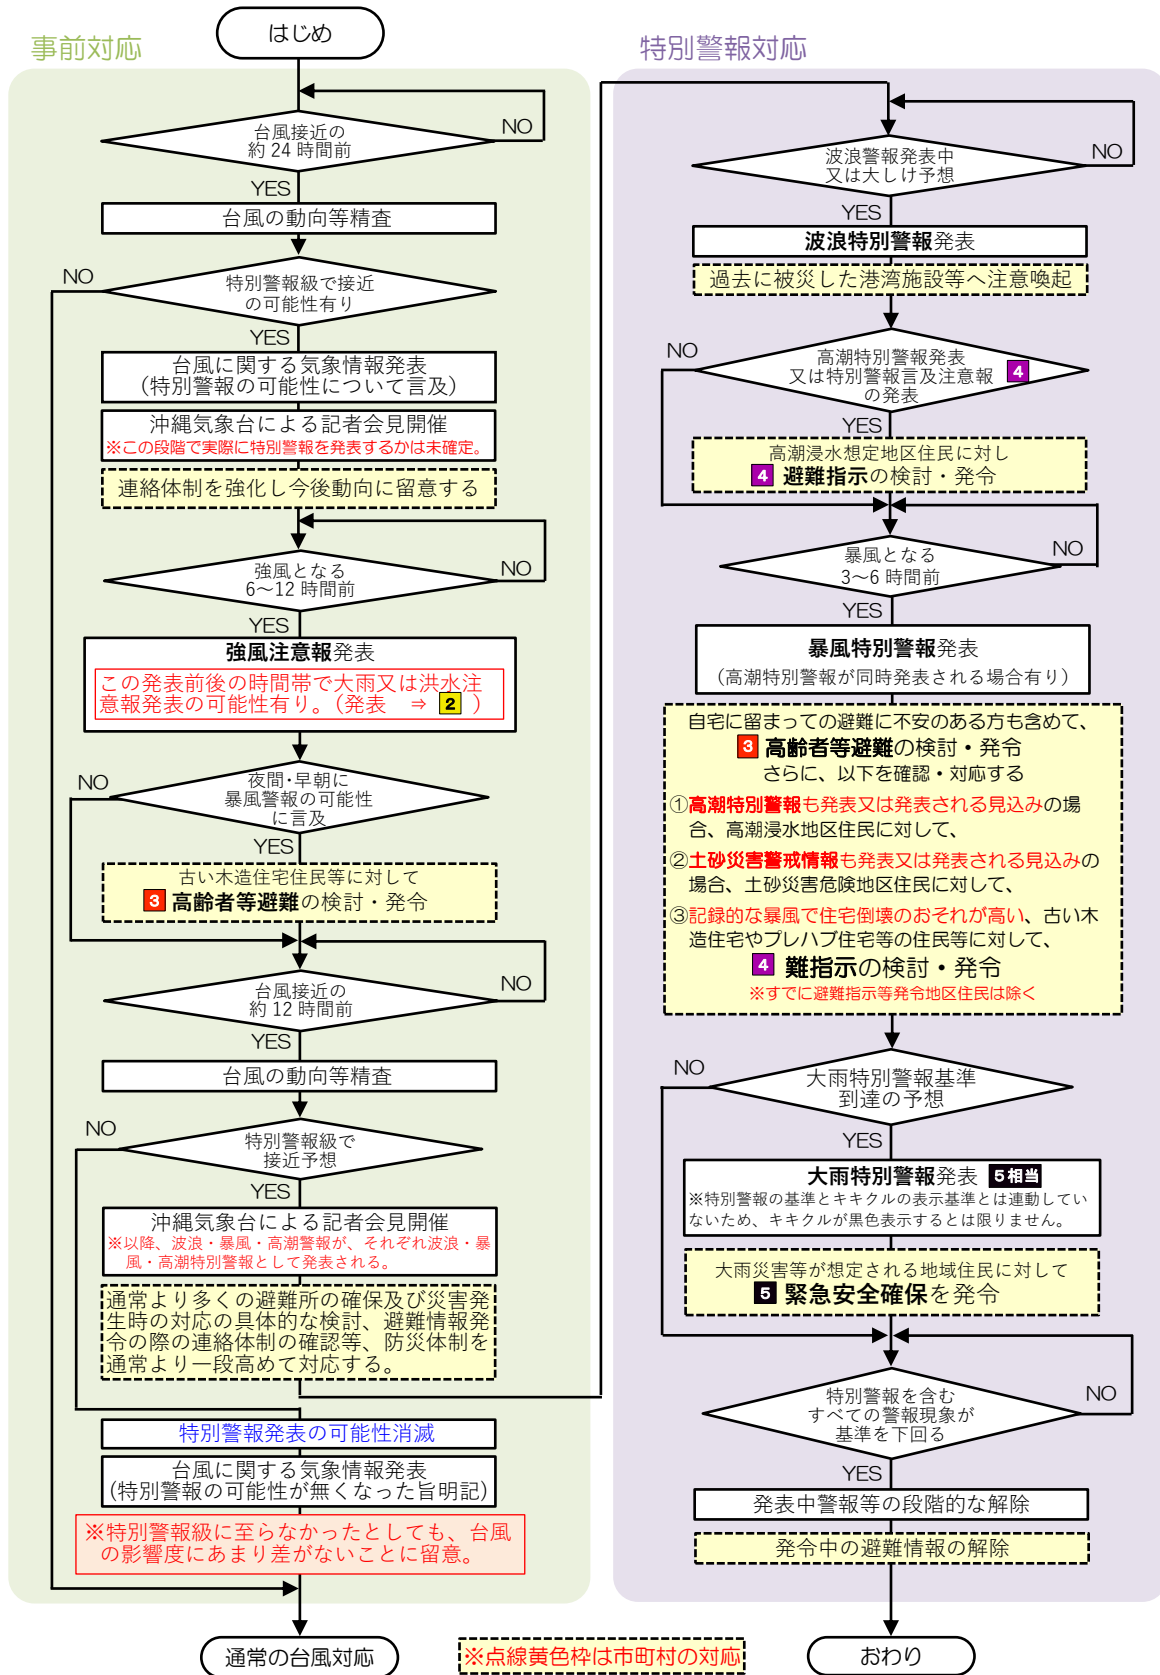 はじめ
事前対応
台風接近の
約 24 時間前
NO
YES
台風の動向等精査
特別警報級で接近
の可能性有り
NO
YES
台風に関する気象情報発表
(特別警報の可能性について言及)
沖縄気象台による記者会見開催
※この段階で実際に特別警報を発表するかは未確定。
連絡体制を強化し今後動向に留意する
強風となる
6～12 時間前
NO
YES
強風注意報発表
この発表前後の時間帯で大雨又は洪水注
意報発表の可能性有り。(発表　⇒ 2 )
NO
夜間・早朝に
暴風警報の可能性
に言及
YES
古い木造住宅住民等に対して
3 高齢者等避難の検討・発令
台風接近の
約 12 時間前
NO
YES
台風の動向等精査
NO
特別警報級で
接近予想
YES
沖縄気象台による記者会見開催
※以降、波浪・暴風・高潮警報が、それぞれ波浪・暴
風・高潮特別警報として発表される。
通常より多くの避難所の確保及び災害発
生時の対応の具体的な検討、避難情報発
令の際の連絡体制の確認等、防災体制を
通常より一段高めて対応する。
特別警報発表の可能性消滅
台風に関する気象情報発表
(特別警報の可能性が無くなった旨明記)
※特別警報級に至らなかったとしても、台風
の影響度にあまり差がないことに留意。
通常の台風対応
特別警報対応
波浪警報発表中
又は大しけ予想
NO
YES
波浪特別警報発表
過去に被災した港湾施設等へ注意喚起
NO
高潮特別警報発表
又は特別警報言及注意報 4
の発表
YES
高潮浸水想定地区住民に対し
4 避難指示の検討・発令
暴風となる
3～6 時間前
NO
YES
暴風特別警報発表
(高潮特別警報が同時発表される場合有り)
自宅に留まっての避難に不安のある方も含めて、
3 高齢者等避難の検討・発令
さらに、以下を確認・対応する
①高潮特別警報も発表又は発表される見込みの場
合、高潮浸水地区住民に対して、
②土砂災害警戒情報も発表又は発表される見込みの
場合、土砂災害危険地区住民に対して、
③記録的な暴風で住宅倒壊のおそれが高い、古い木
造住宅やプレハブ住宅等の住民等に対して、
4 難指示の検討・発令
※すでに避難指示等発令地区住民は除く
NO
大雨特別警報基準
到達の予想
YES
大雨特別警報発表 5相当
※特別警報の基準とキキクルの表示基準とは連動してい
ないため、キキクルが黒色表示するとは限りません。
大雨災害等が想定される地域住民に対して
5 緊急安全確保を発令
特別警報を含む
すべての警報現象が
基準を下回る
NO
YES
発表中警報等の段階的な解除
発令中の避難情報の解除
おわり
※点線黄色枠は市町村の対応